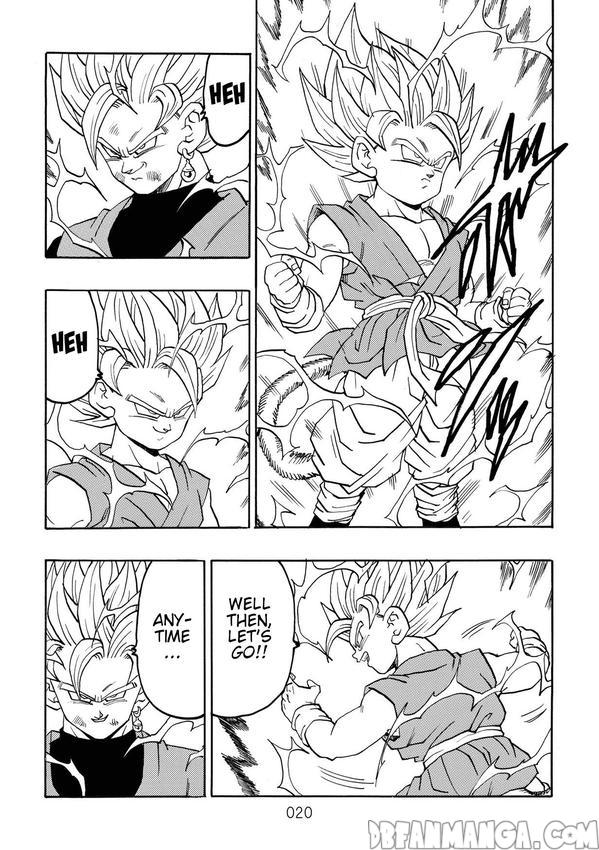 HEH
HEH
WELL
THEN,
LET'S
GO!!
ANY-
TIME
...
020
DBFANMANGA.COM